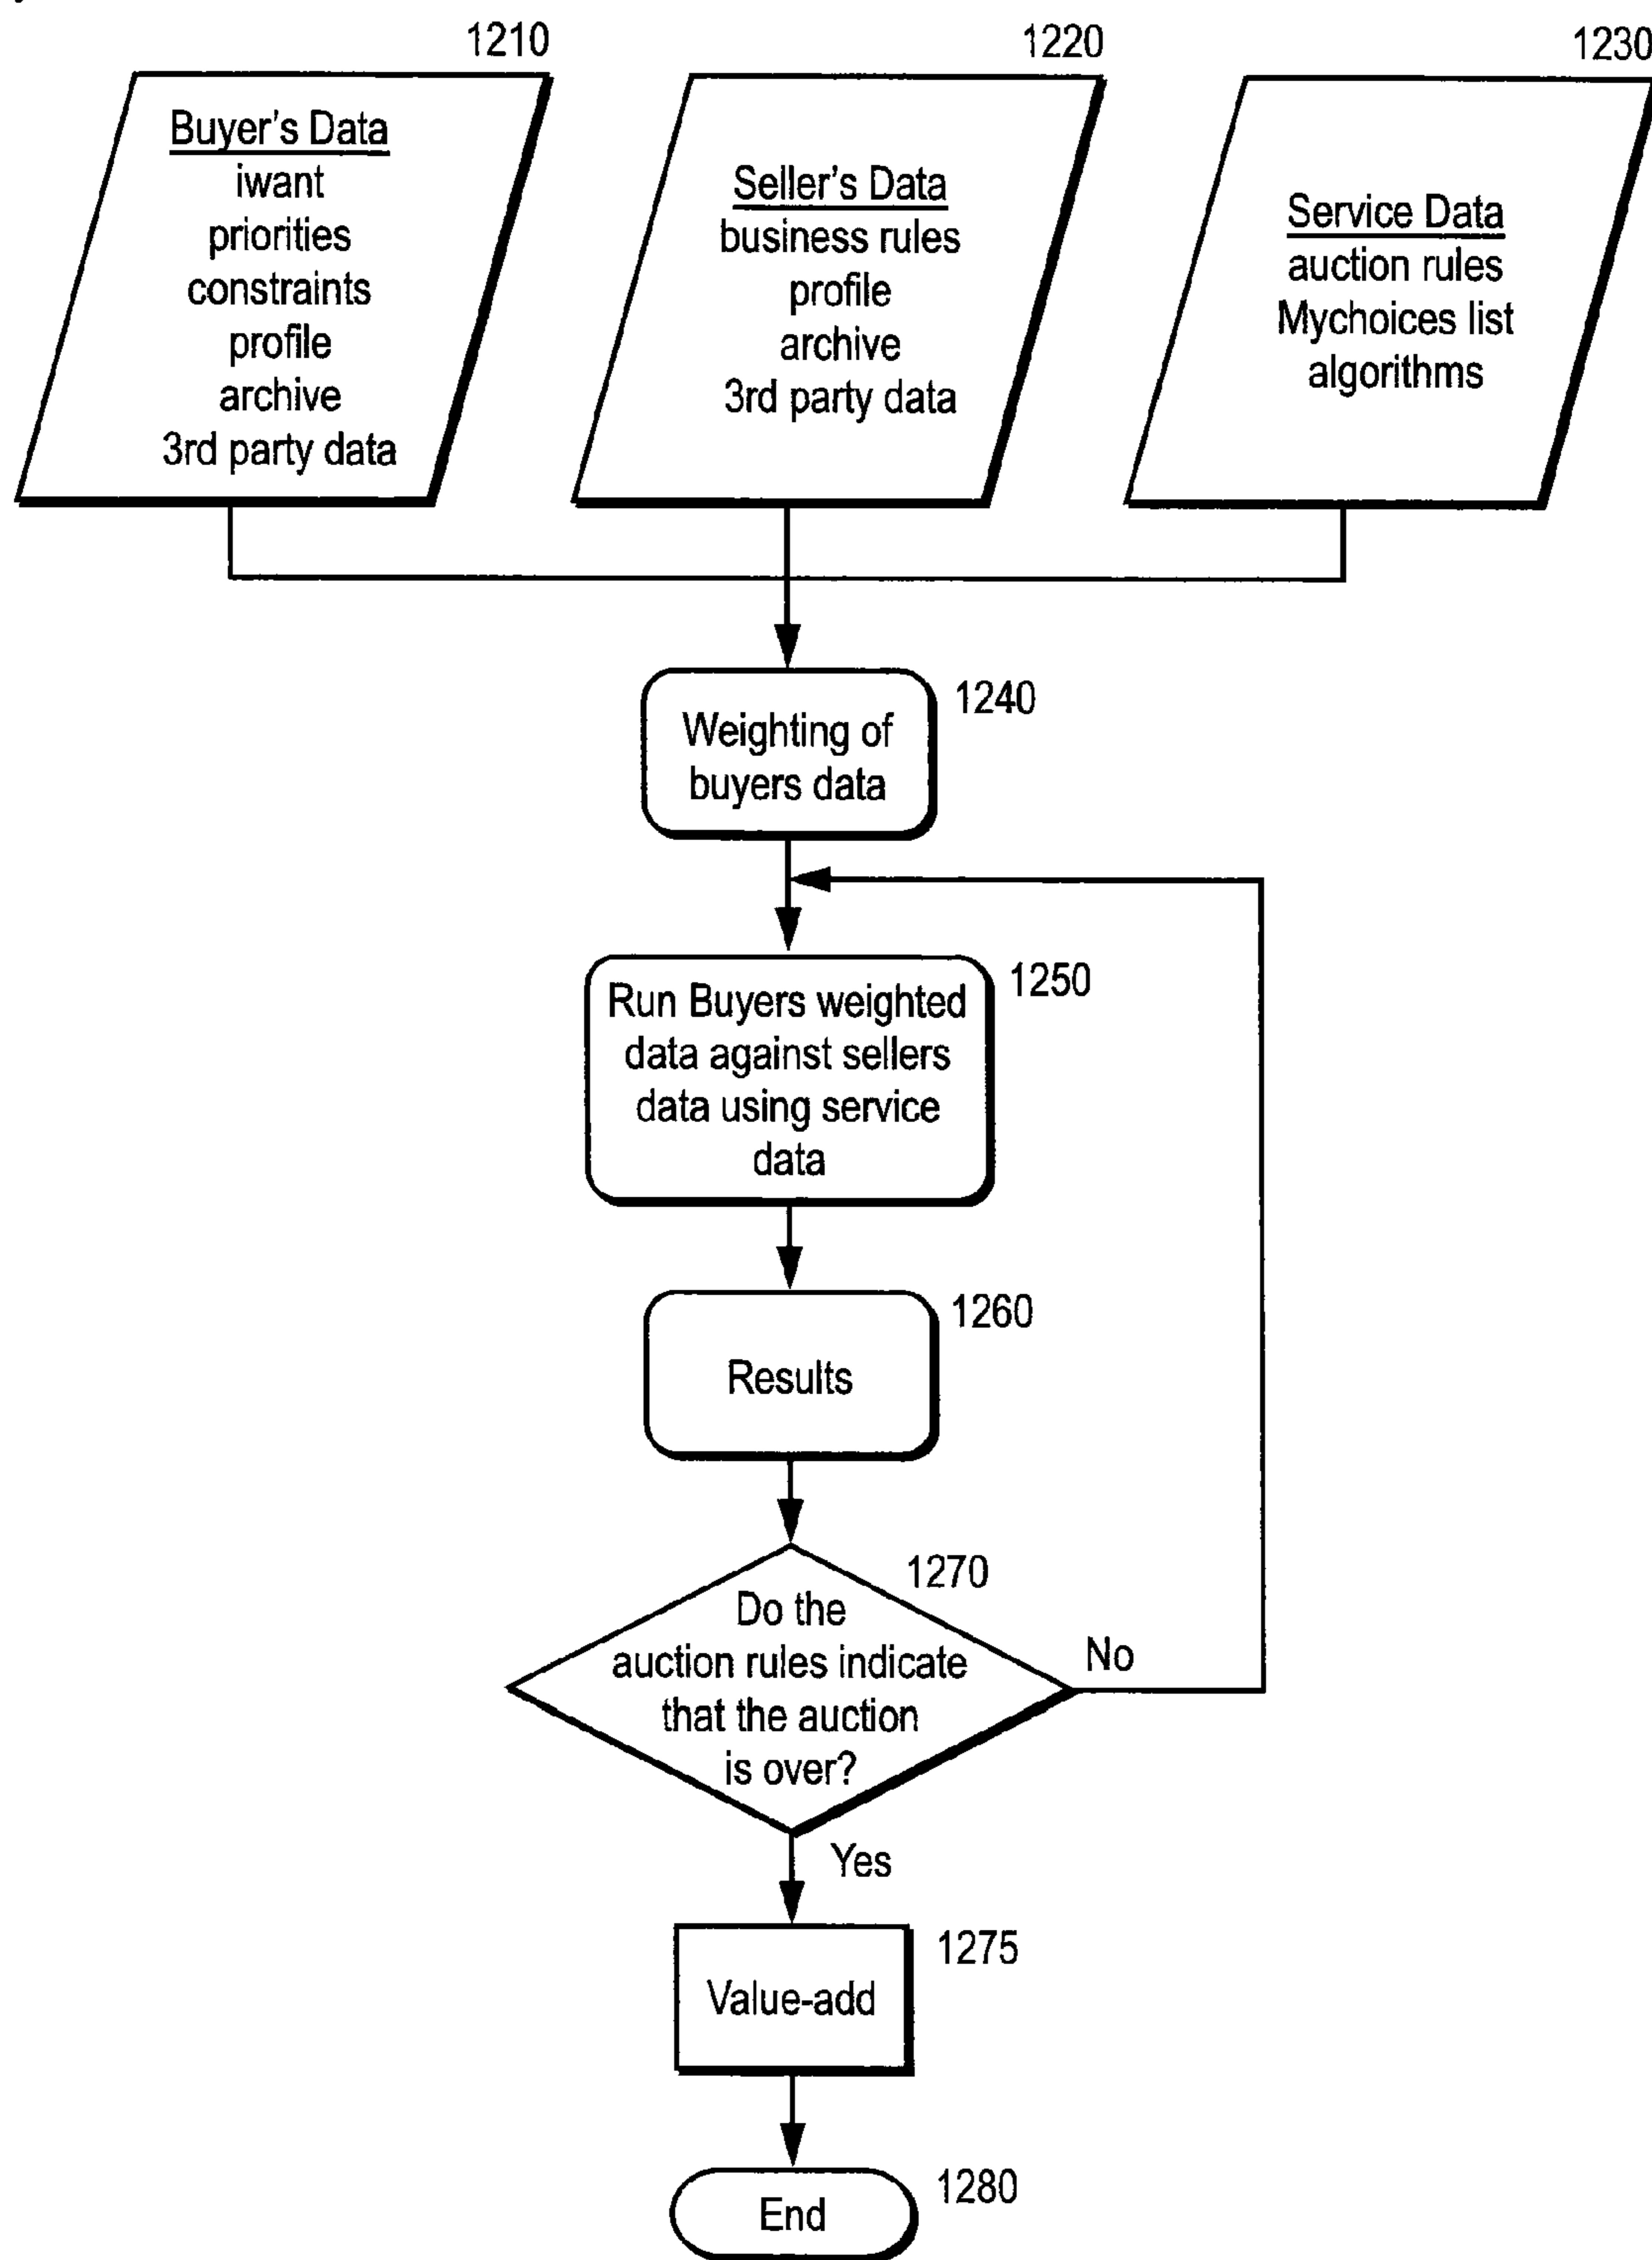 1210
Buyer's Data
iwant
priorities
constraints
profile
archive
3rd party data
1220
Seller's Data
business rules
profile
archive
3rd party data
1230
Service Data
auction rules
Mychoices list
algorithms
1240
Weighting of
buyers data
1250
Run Buyers weighted
data against sellers
data using service
data
1260
Results
1270
Do the
auction rules indicate
that the auction
is over?
No
Yes
1275
Value-add
1280
End